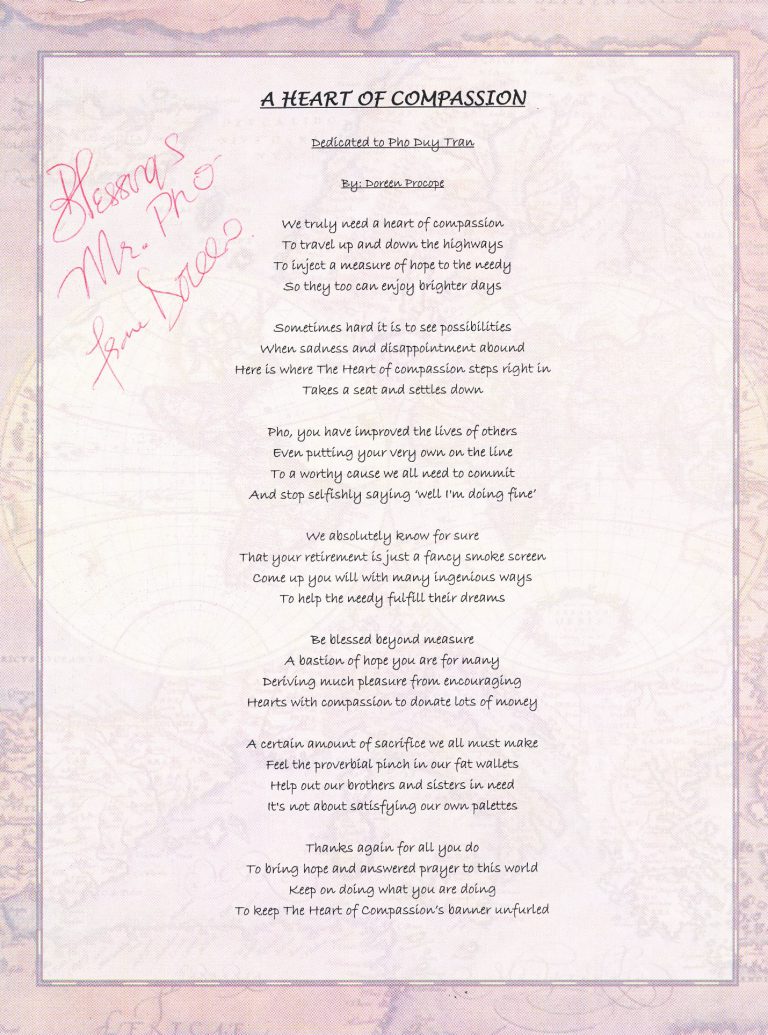 A HEART OF COMPASSION
Dedicated to Pho Duy Tran
By: Doreen Procope
Blessings
Mr. Pho
from Doreen
We truly need a heart of compassion
To travel up and down the highways
To inject a measure of hope to the needy
So they too can enjoy brighter days
Sometimes hard it is to see possibilities
When sadness and disappointment abound
Here is where The Heart of compassion steps right in
Takes a seat and settles down
Pho, you have improved the lives of others
Even putting your very own on the line
To a worthy cause we all need to commit
And stop selfishly saying ‘well I'm doing fine’
We absolutely know for sure
That your retirement is just a fancy smoke screen
Come up you will with many ingenious ways
To help the needy fulfill their dreams
Be blessed beyond measure
A bastion of hope you are for many
Deriving much pleasure from encouraging
Hearts with compassion to donate lots of money
A certain amount of sacrifice we all must make
Feel the proverbial pinch in our fat wallets
Help out our brothers and sisters in need
It's not about satisfying our own palettes
Thanks again for all you do
To bring hope and answered prayer to this world
Keep on doing what you are doing
To keep The Heart of Compassion's banner unfurled